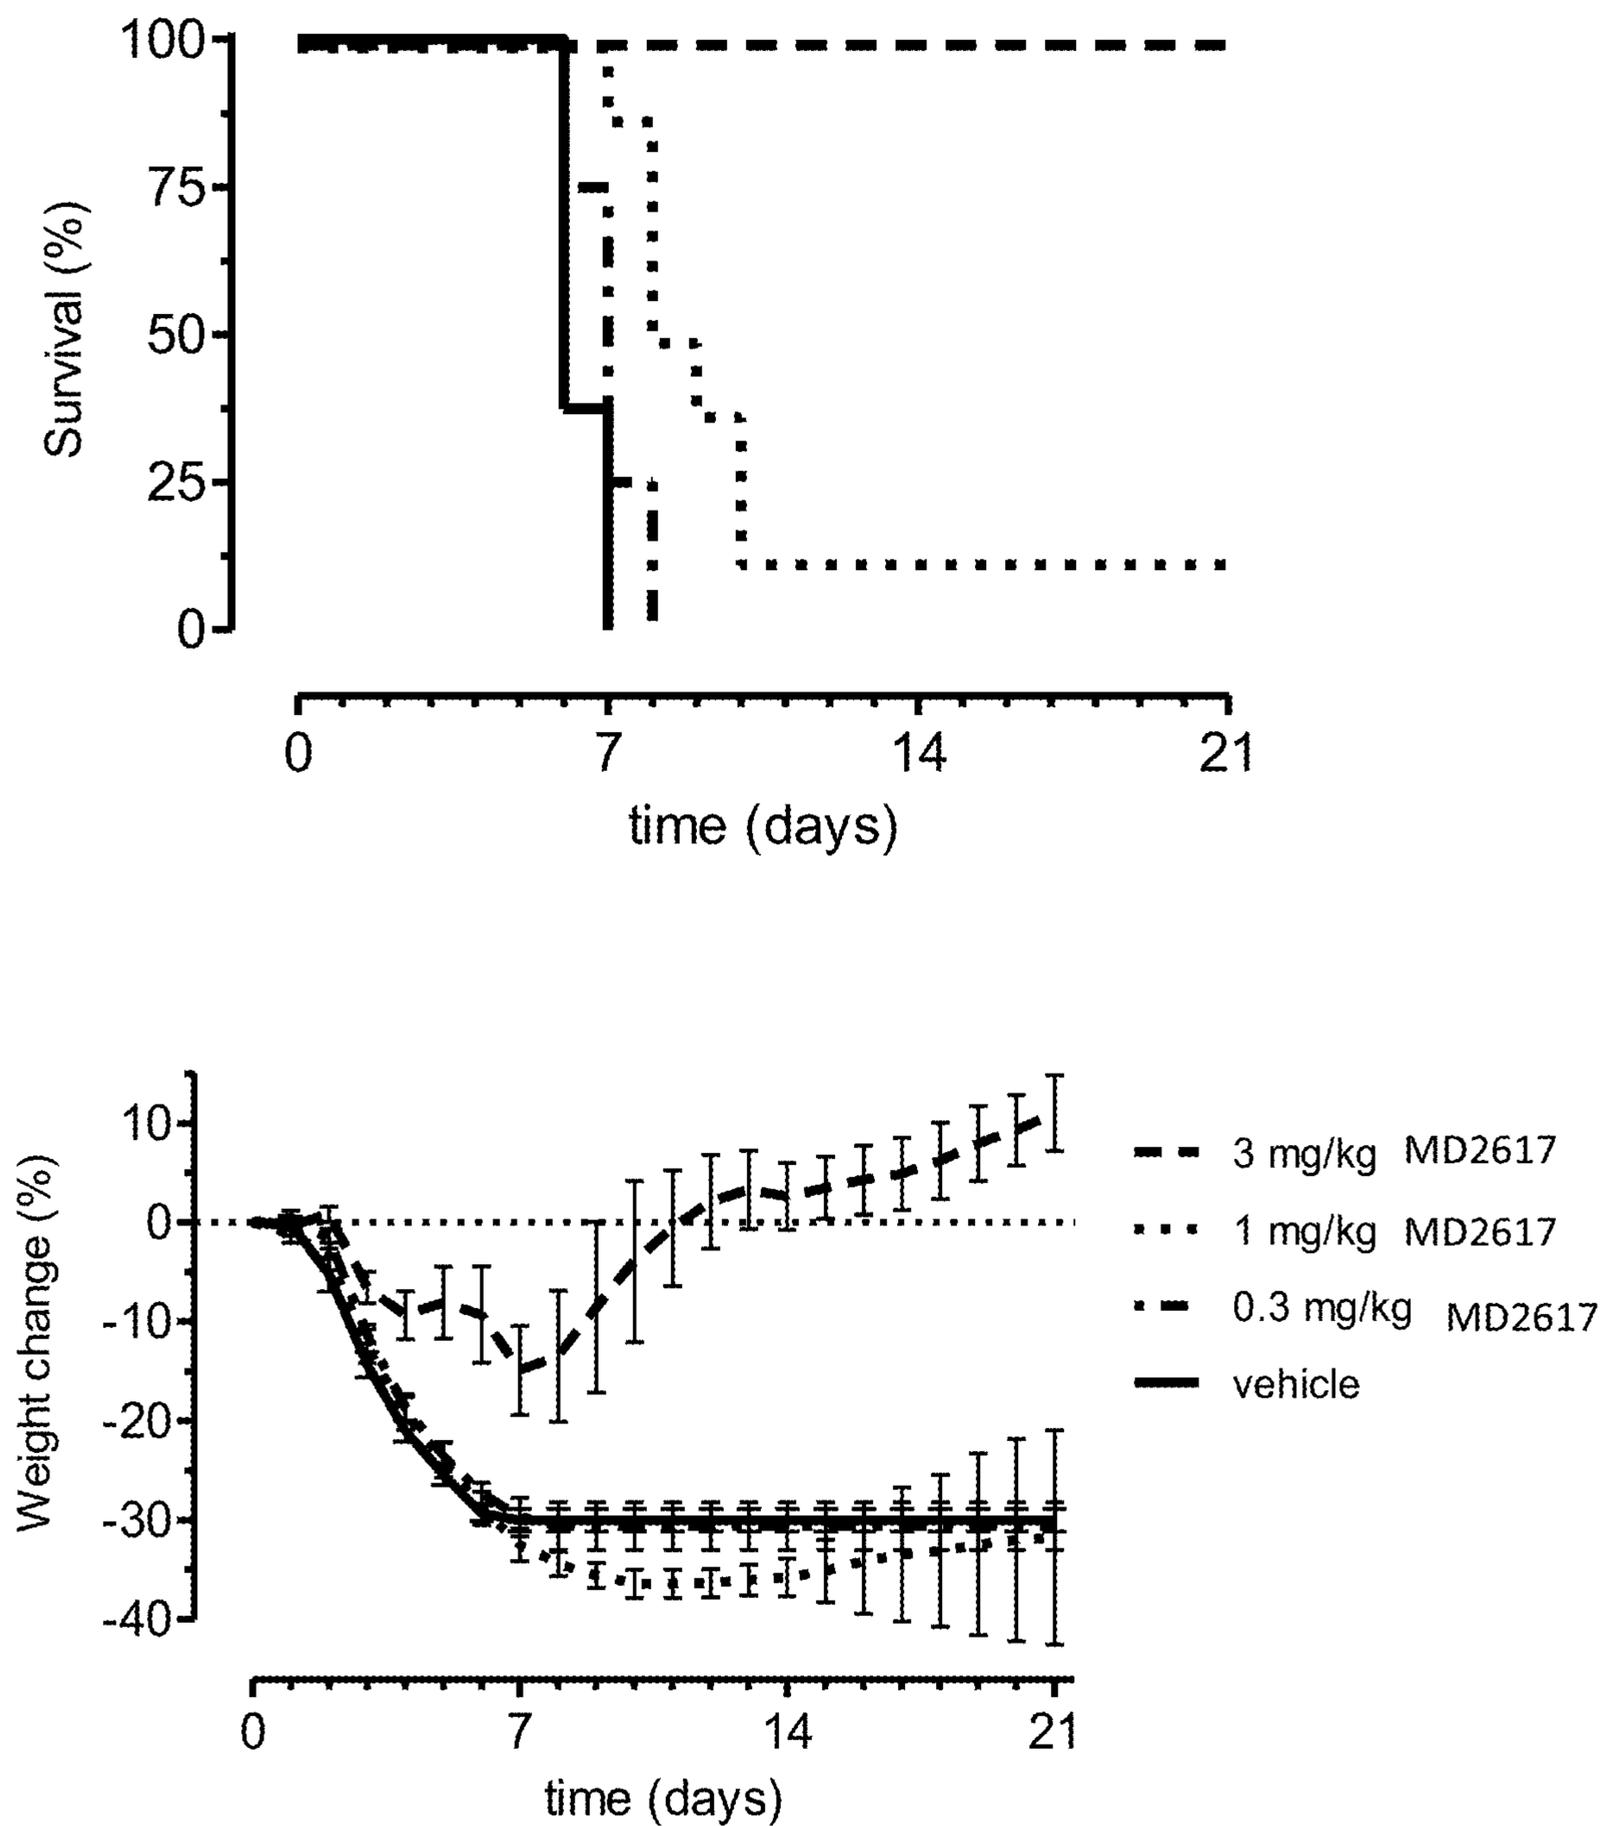 100
75
50
25
0
Survival (%)
0 7 14 21
time (days)
10
0
-10
-20
-30
-40
Weight change (%)
0 7 14 21
time (days)
3 mg/kg MD2617
1 mg/kg MD2617
0.3 mg/kg MD2617
vehicle